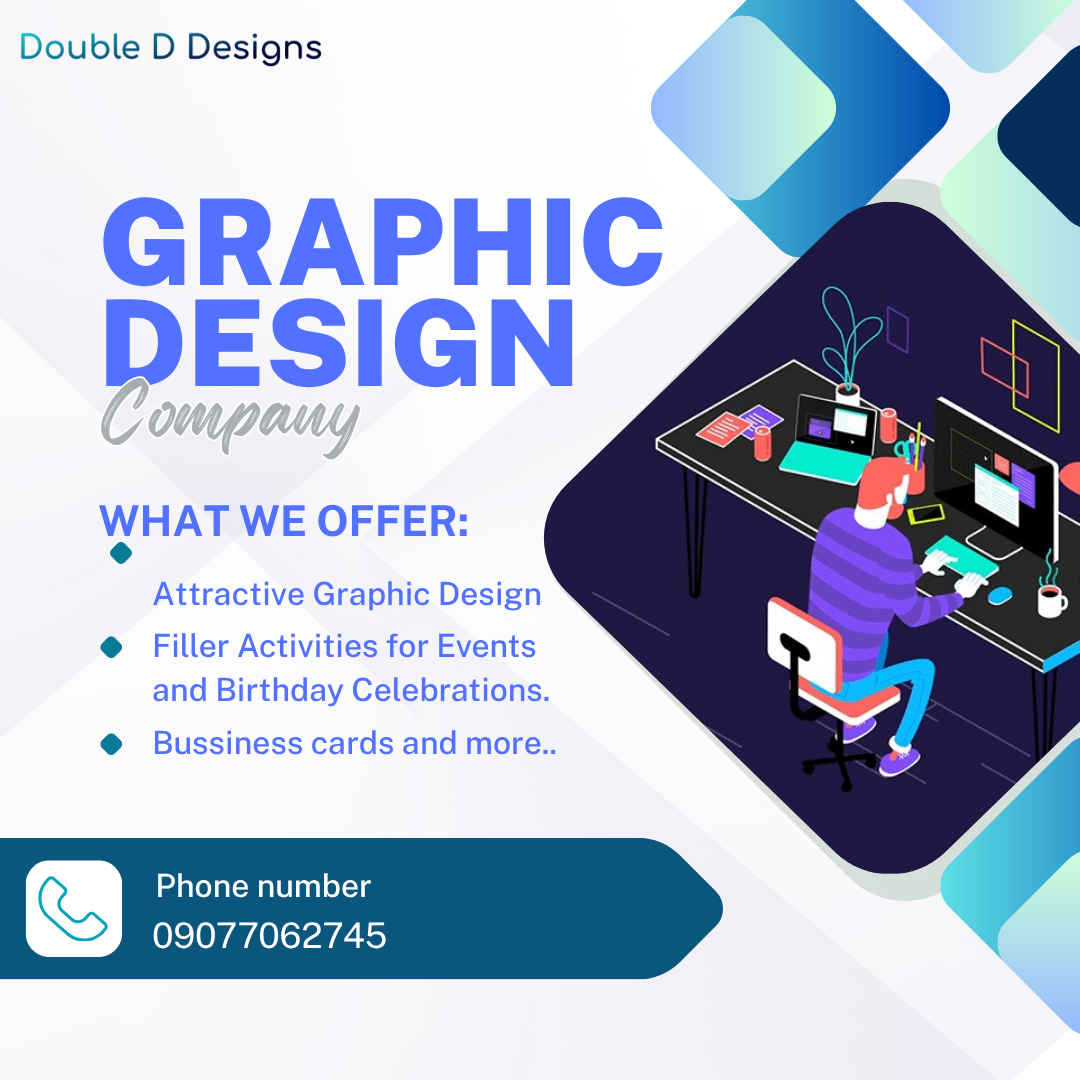 Double D Designs
GRAPHIC
DESIGN
Company
WHAT WE OFFER:
Attractive Graphic Design
Filler Activities for Events
and Birthday Celebrations.
Bussiness cards and more..
Phone number
09077062745